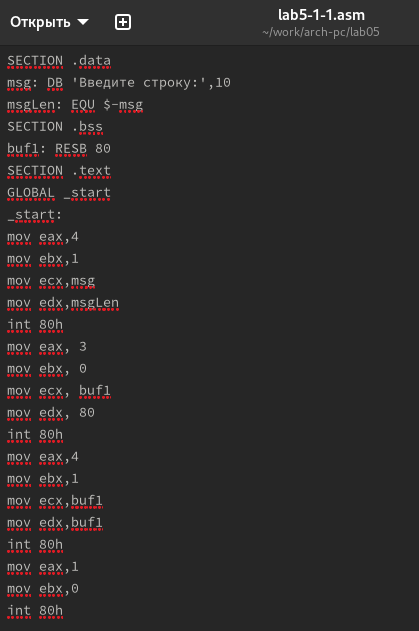 Открыть
lab5-1-1.asm
~/work/arch-pc/lab05
SECTION .data
msg: DB 'Введите строку:',10
msgLen: EQU $-msg
SECTION .bss
buf1: RESB 80
SECTION .text
GLOBAL _start
_start:
mov eax,4
mov ebx,1
mov ecx,msg
mov edx,msgLen
int 80h
mov eax, 3
mov ebx, 0
mov ecx, buf1
mov edx, 80
int 80h
mov eax,4
mov ebx,1
mov ecx,buf1
mov edx,buf1
int 80h
mov eax,1
mov ebx,0
int 80h